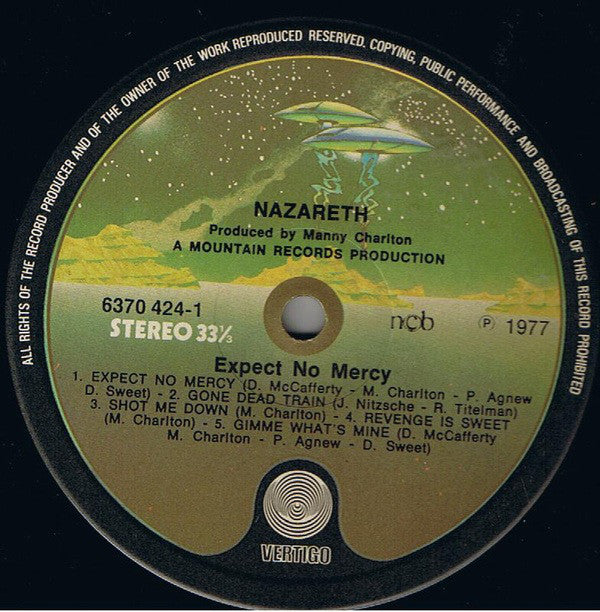 ALL RIGHTS OF THE RECORD PRODUCER AND OF THE OWNER OF THE WORK REPRODUCED RESERVED. COPYING, PUBLIC PERFORMANCE AND BROADCASTING OF THIS RECORD PROHIBITED
NAZARETH
Produced by Manny Charlton
A MOUNTAIN RECORDS PRODUCTION
6370 424-1
STEREO 33⅓
ncb
Ⓟ 1977
Expect No Mercy
1. EXPECT NO MERCY (D. McCafferty - M. Charlton - P. Agnew
D. Sweet) - 2. GONE DEAD TRAIN (J. Nitzsche - R. Titelman)
3. SHOT ME DOWN (M. Charlton) - 4. REVENGE IS SWEET
(M. Charlton) - 5. GIMME WHAT'S MINE (D. McCafferty
M. Charlton - P. Agnew - D. Sweet)
VERTIGO